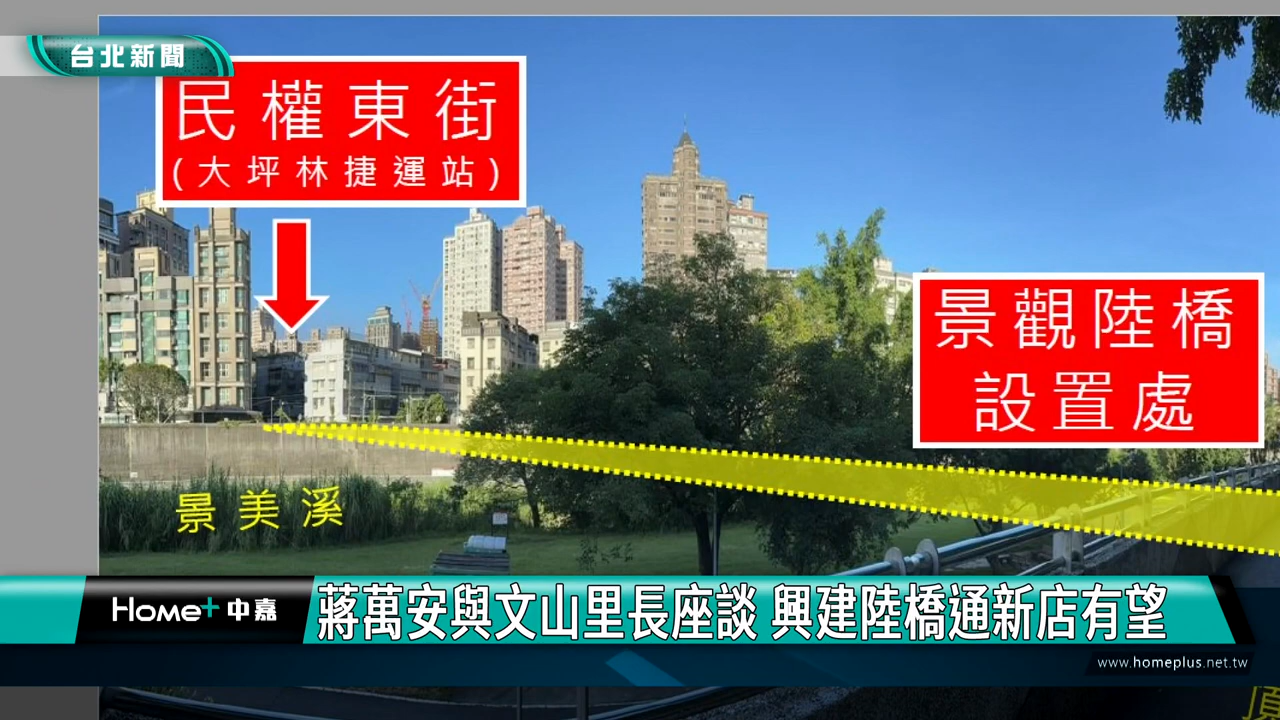 台北新聞
民權東街
(大坪林捷運站)
景觀陸橋
設置處
景美溪
Home+中嘉
蔣萬安與文山里長座談 興建陸橋通新店有望
www.homeplus.net.tw